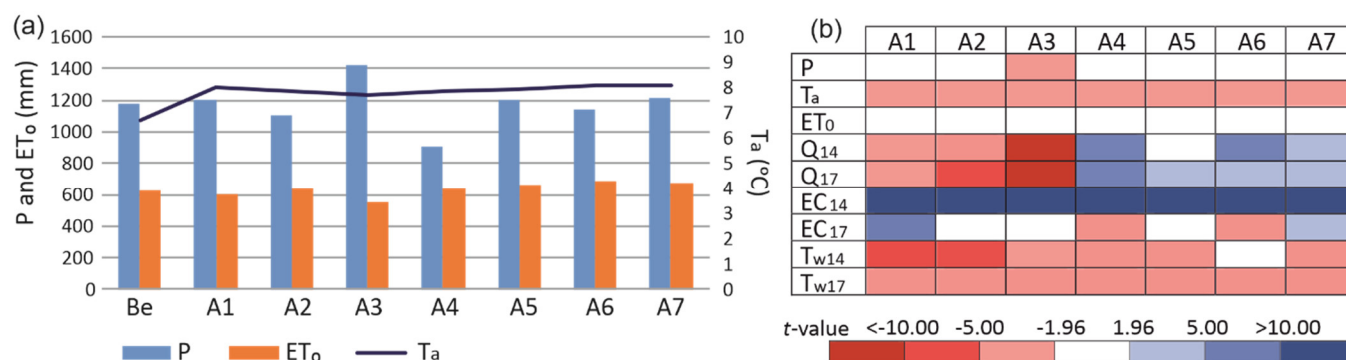 (a)
P and ET₀ (mm)
1600
1400
1200
1000
800
600
400
200
0
10
9
8
7
6
5
4
3
2
1
0
Tₐ (ºC)
Be A1 A2 A3 A4 A5 A6 A7
P ET₀ Tₐ
(b)
A1 A2 A3 A4 A5 A6 A7
P
Tₐ
ET₀
Q₁₄
Q₁₇
EC₁₄
EC₁₇
Tw14
Tw17
t-value <-10.00 -5.00 -1.96 1.96 5.00 >10.00